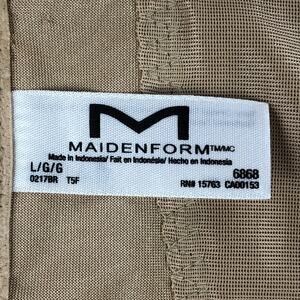 M
MAIDENFORM TM/MC
Made in Indonesia/ Fait en Indonésie/ Hecho en Indonesia
L/G/G 6868
0217BR T5F RN# 15763 CA00153